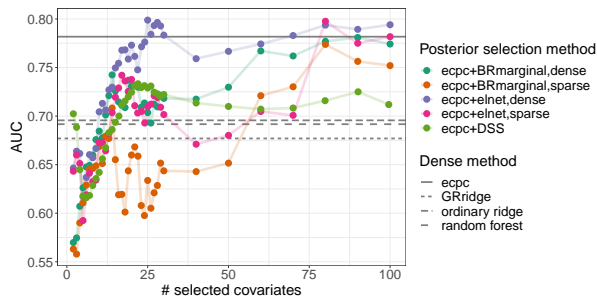 0.80
0.75
0.70
0.65
0.60
0.55
AUC
0
25
50
75
100
# selected covariates
Posterior selection method
ecpc+BRmarginal,dense
ecpc+BRmarginal,sparse
ecpc+elnet,dense
ecpc+elnet,sparse
ecpc+DSS
Dense method
ecpc
GRridge
ordinary ridge
random forest